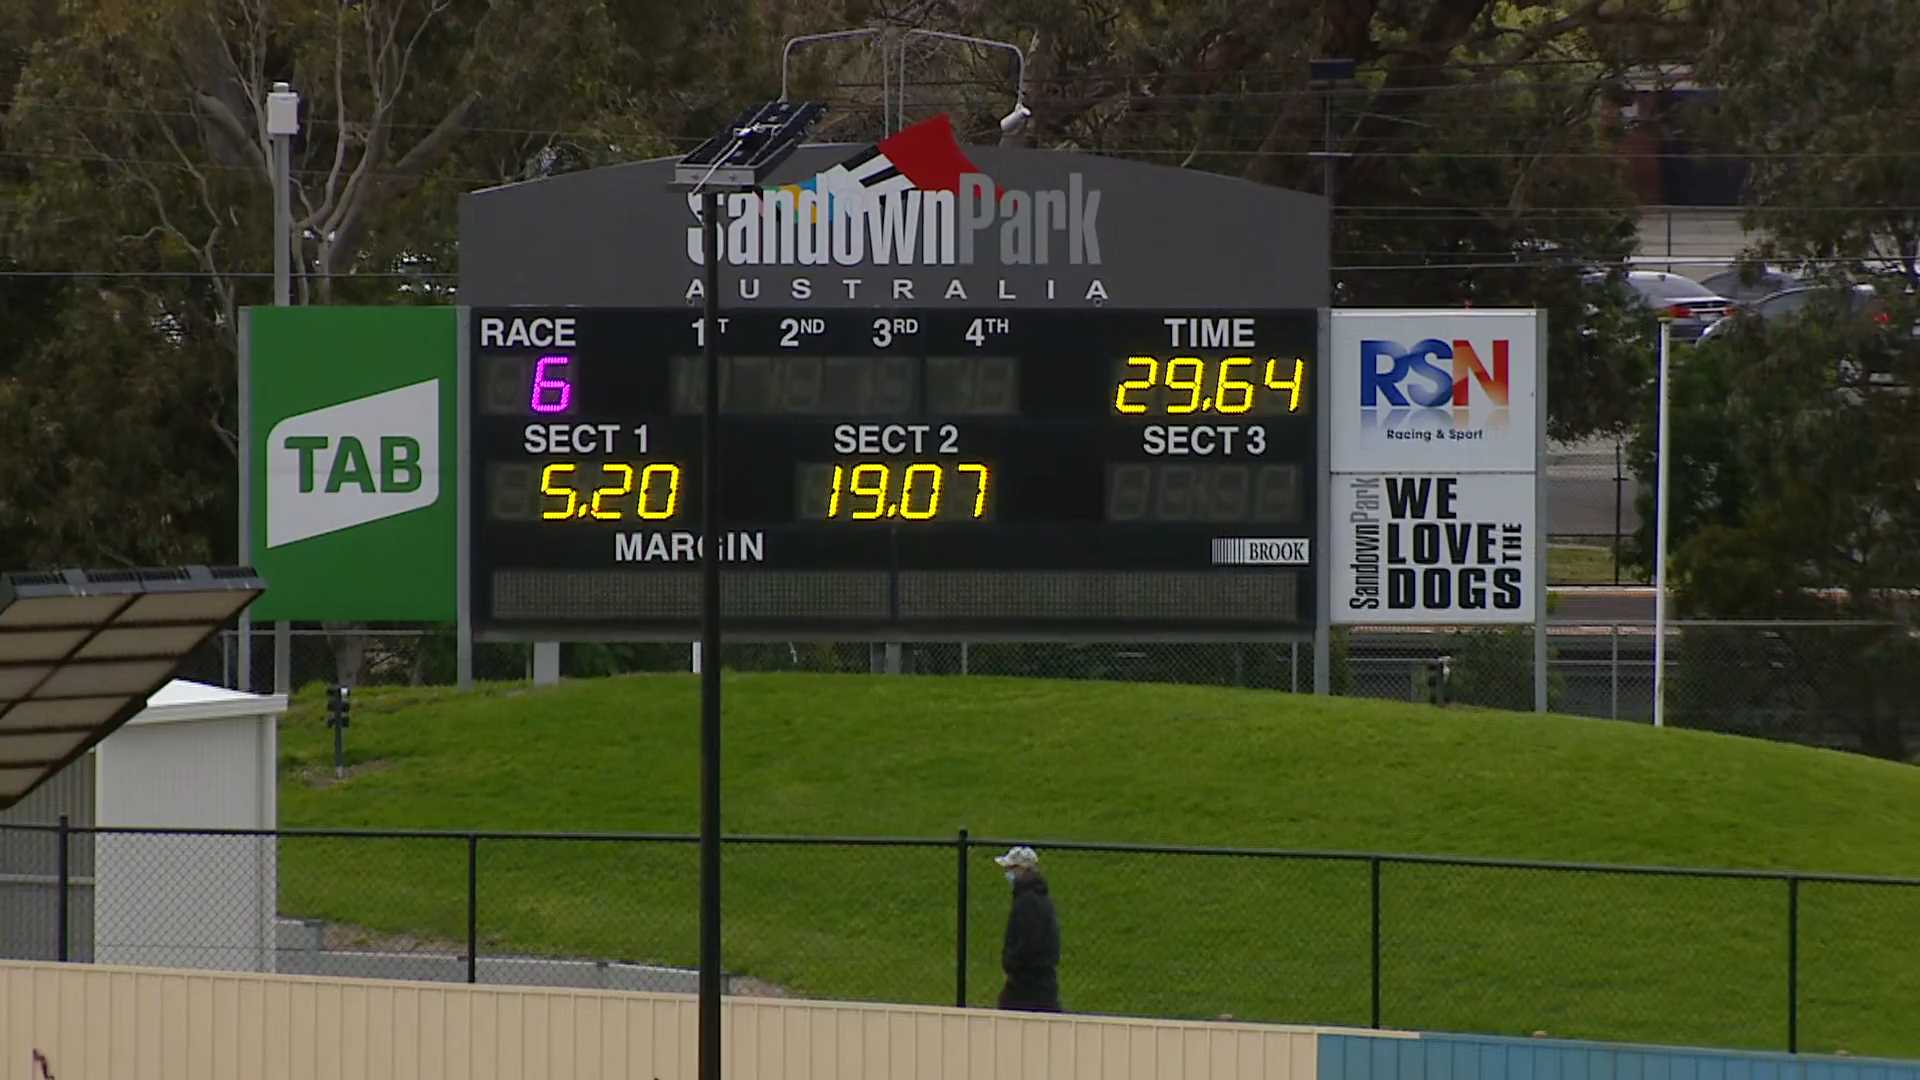 SandownPark
AUSTRALIA
RACE 1ST 2ND 3RD 4TH TIME
6 29.64
SECT 1 SECT 2 SECT 3
5.20 19.07
MARGIN
BROOK
TAB
RSN
Racing & Sport
SandownPark
WE
LOVE THE
DOGS